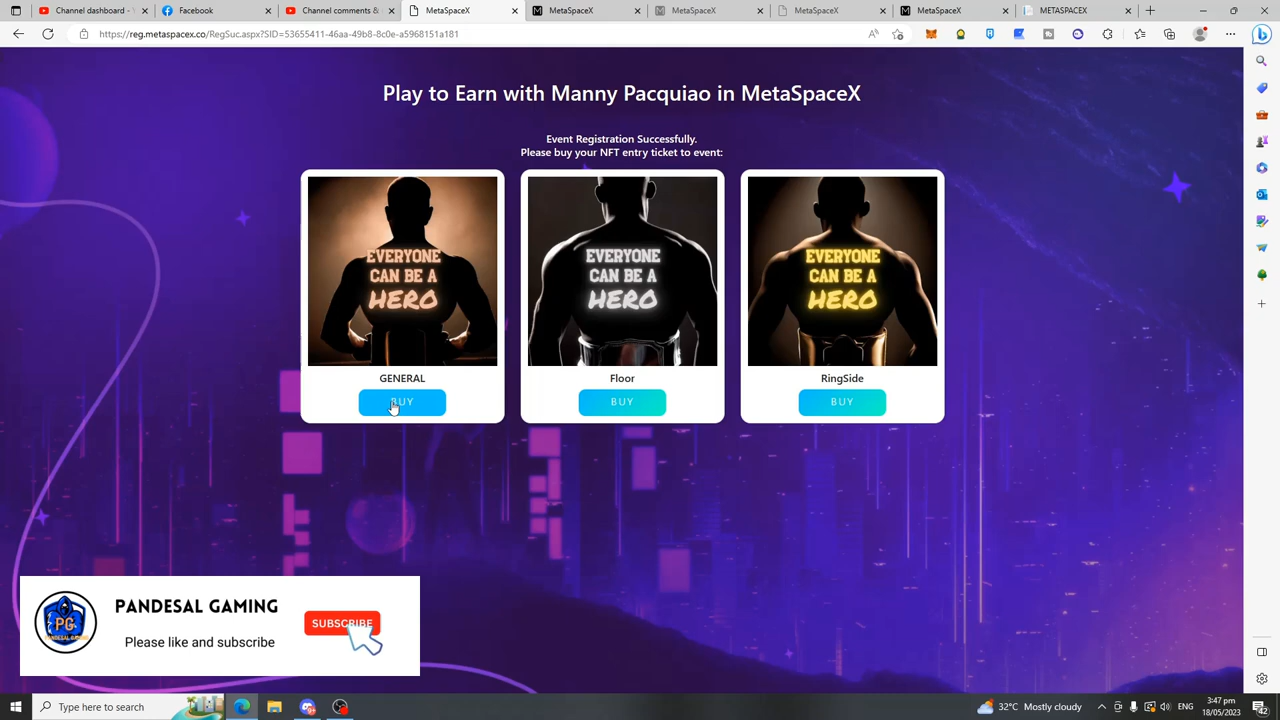 Channel dashboard - \
Facebook
Channel comments &
MetaSpaceX
MetaSpaceX
MetaSpaceX
MetaSpaceX
MetaSpaceX
METASPACEX
https://reg.metaspacex.co/RegSuc.aspx?SID=53655411-46aa-49b8-8c0e-a5968151a181
Play to Earn with Manny Pacquiao in MetaSpaceX
Event Registration Successfully.
Please buy your NFT entry ticket to event:
EVERYONE
CAN BE A
HERO
GENERAL
BUY
EVERYONE
CAN BE A
HERO
Floor
BUY
EVERYONE
CAN BE A
HERO
RingSide
BUY
PG
PANDESAL GAMING
PANDESAL GAMING
Please like and subscribe
SUBSCRIBE
Type here to search
32°C Mostly cloudy
ENG
3:47 pm
18/05/2023
42